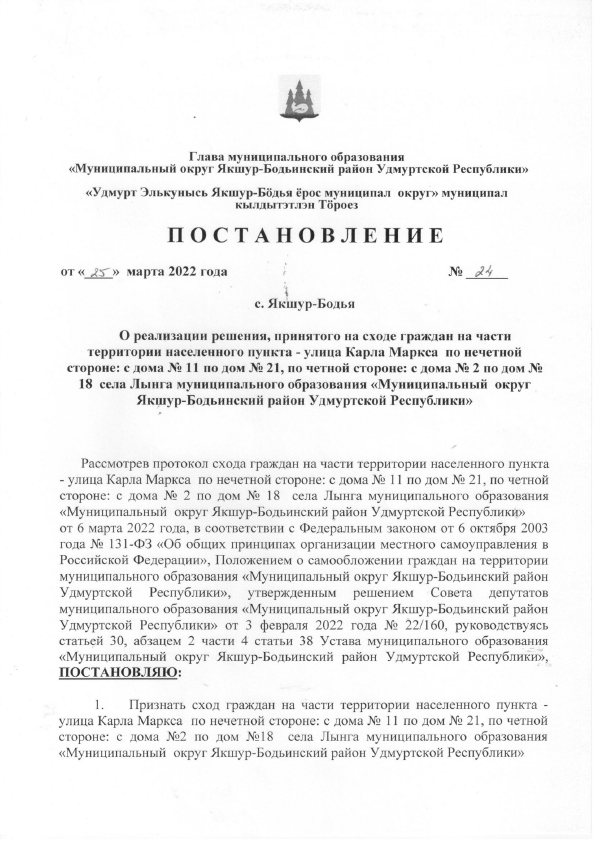 Глава муниципального образования
«Муниципальный округ Якшур-Бодьинский район Удмуртской Республики»
«Удмурт Элькунысь Якшур-Бӧдья ёрос муниципал округ» муниципал
кылдытэтлэн Тӧроез
ПОСТАНОВЛЕНИЕ
от «25» марта 2022 года № 24
с. Якшур-Бодья
О реализации решения, принятого на сходе граждан на части
территории населенного пункта - улица Карла Маркса по нечетной
стороне: с дома № 11 по дом № 21, по четной стороне: с дома № 2 по дом №
18 села Лынга муниципального образования «Муниципальный округ
Якшур-Бодьинский район Удмуртской Республики»
Рассмотрев протокол схода граждан на части территории населенного пункта
- улица Карла Маркса по нечетной стороне: с дома № 11 по дом № 21, по четной
стороне: с дома № 2 по дом № 18 села Лынга муниципального образования
«Муниципальный округ Якшур-Бодьинский район Удмуртской Республики»
от 6 марта 2022 года, в соответствии с Федеральным законом от 6 октября 2003
года № 131-ФЗ «Об общих принципах организации местного самоуправления в
Российской Федерации», Положением о самообложении граждан на территории
муниципального образования «Муниципальный округ Якшур-Бодьинский район
Удмуртской Республики», утвержденным решением Совета депутатов
муниципального образования «Муниципальный округ Якшур-Бодьинский район
Удмуртской Республики» от 3 февраля 2022 года № 22/160, руководствуясь
статьей 30, абзацем 2 части 4 статьи 38 Устава муниципального образования
«Муниципальный округ Якшур-Бодьинский район Удмуртской Республики»,
ПОСТАНОВЛЯЮ:
1. Признать сход граждан на части территории населенного пункта -
улица Карла Маркса по нечетной стороне: с дома № 11 по дом № 21, по четной
стороне: с дома №2 по дом №18 села Лынга муниципального образования
«Муниципальный округ Якшур-Бодьинский район Удмуртской Республики»